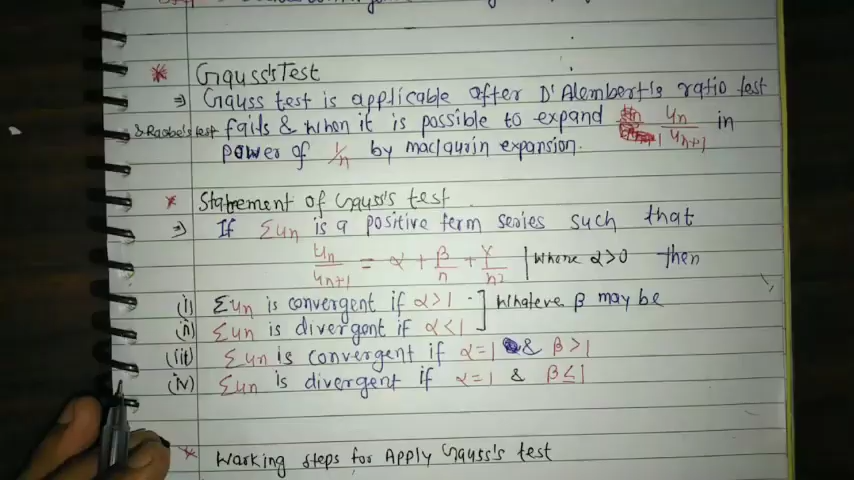 * Gauss's Test
⇒ Gauss test is applicable after D'Alembert's ratio test
& Raabe's test fails & when it is possible to expand uₙ/uₙ₊₁ in
power of 1/n by maclaurin expansion.
* Statement of Gauss's test
⇒ If Σuₙ is a positive term series such that
uₙ/uₙ₊₁ = α + β/n + γ/n² | where α>0 then
(i) Σuₙ is convergent if α>1 ] whateve β may be
(ii) Σuₙ is divergent if α<1
(iii) Σuₙ is convergent if α=1 & β>1
(iv) Σuₙ is divergent if α=1 & β≤1
* Working steps for Apply Gauss's test